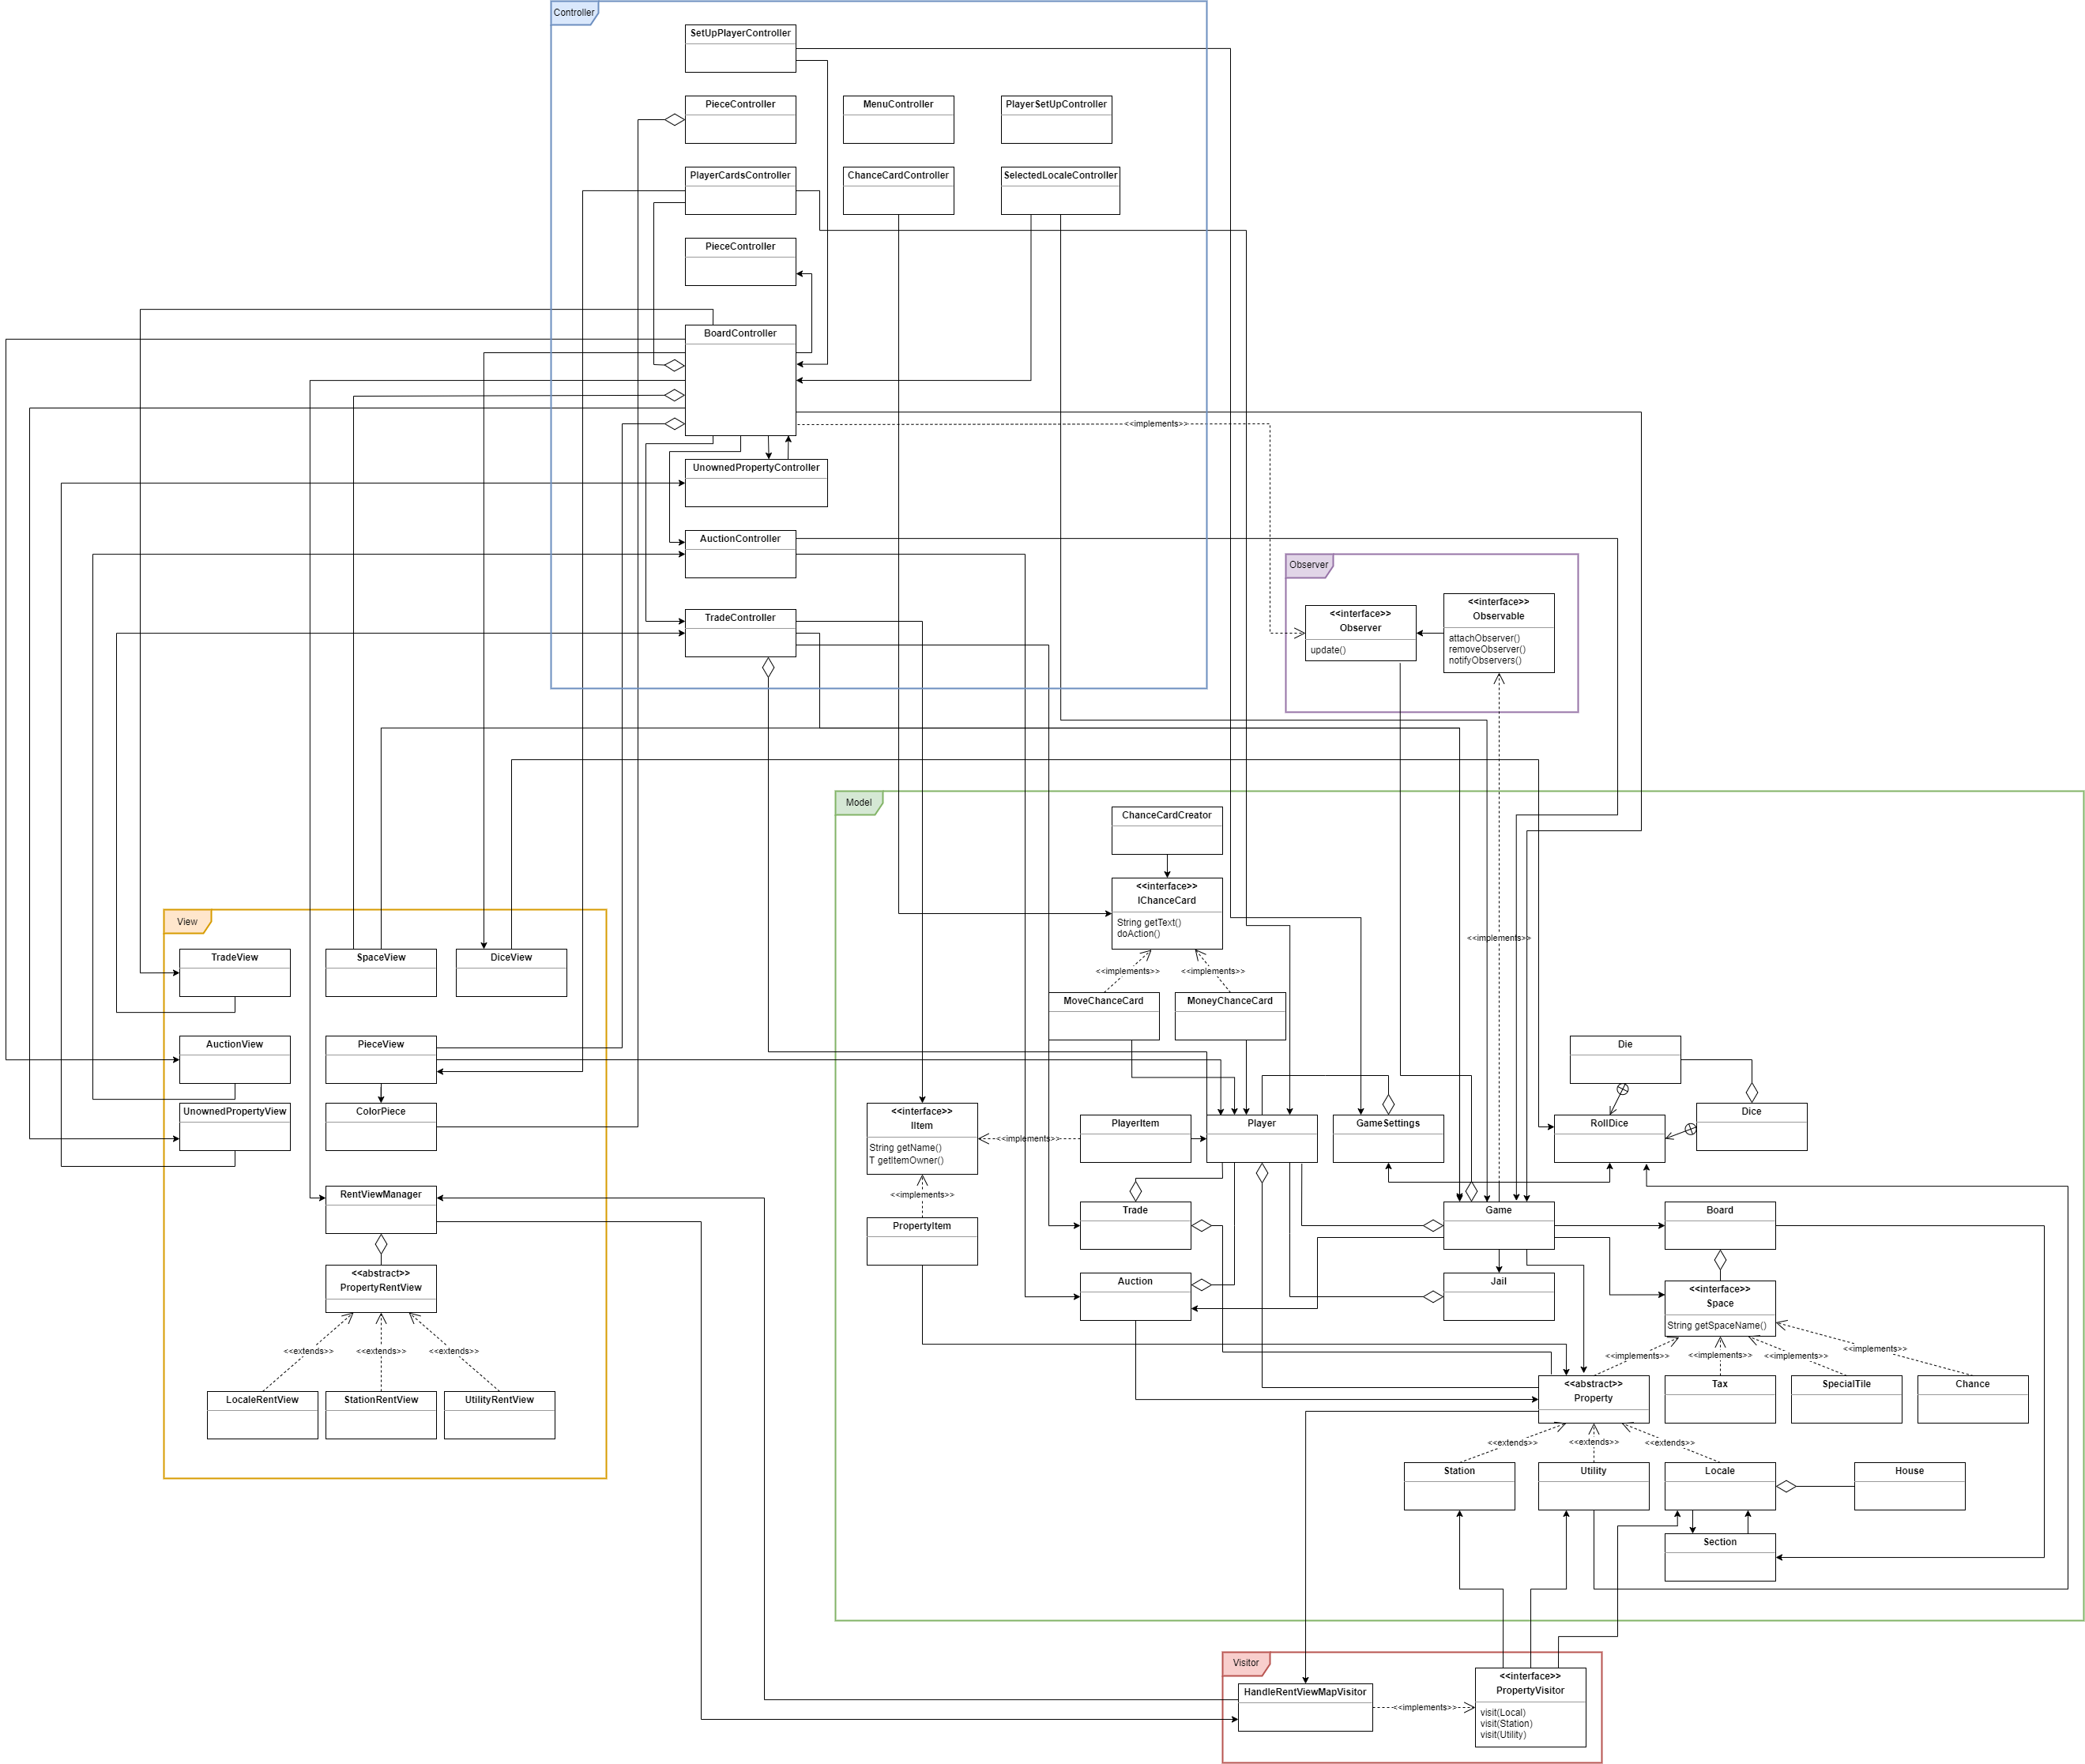 Controller
SetUpPlayerController
PieceController
MenuController
PlayerSetUpController
PlayerCardsController
ChanceCardController
SelectedLocaleController
PieceController
BoardController
<<implements>>
UnownedPropertyController
AuctionController
TradeController
Observer
<<interface>>
Observer
update()
<<interface>>
Observable
attachObserver()
removeObserver()
notifyObservers()
Model
ChanceCardCreator
<<interface>>
IChanceCard
String getText()
doAction()
<<implements>>
<<implements>>
<<implements>>
MoveChanceCard
MoneyChanceCard
View
TradeView
SpaceView
DiceView
AuctionView
PieceView
UnownedPropertyView
ColorPiece
RentViewManager
<<abstract>>
PropertyRentView
<<extends>>
<<extends>>
<<extends>>
LocaleRentView
StationRentView
UtilityRentView
Die
Dice
RollDice
<<interface>>
IItem
String getName()
T getItemOwner()
<<implements>>
PlayerItem
Player
GameSettings
<<implements>>
PropertyItem
Trade
Game
Board
Auction
Jail
<<interface>>
Space
String getSpaceName()
<<implements>>
<<implements>>
<<implements>>
<<implements>>
<<abstract>>
Property
Tax
SpecialTile
Chance
<<extends>>
<<extends>>
<<extends>>
Station
Utility
Locale
House
Section
Visitor
HandleRentViewMapVisitor
<<implements>>
<<interface>>
PropertyVisitor
visit(Local)
visit(Station)
visit(Utility)